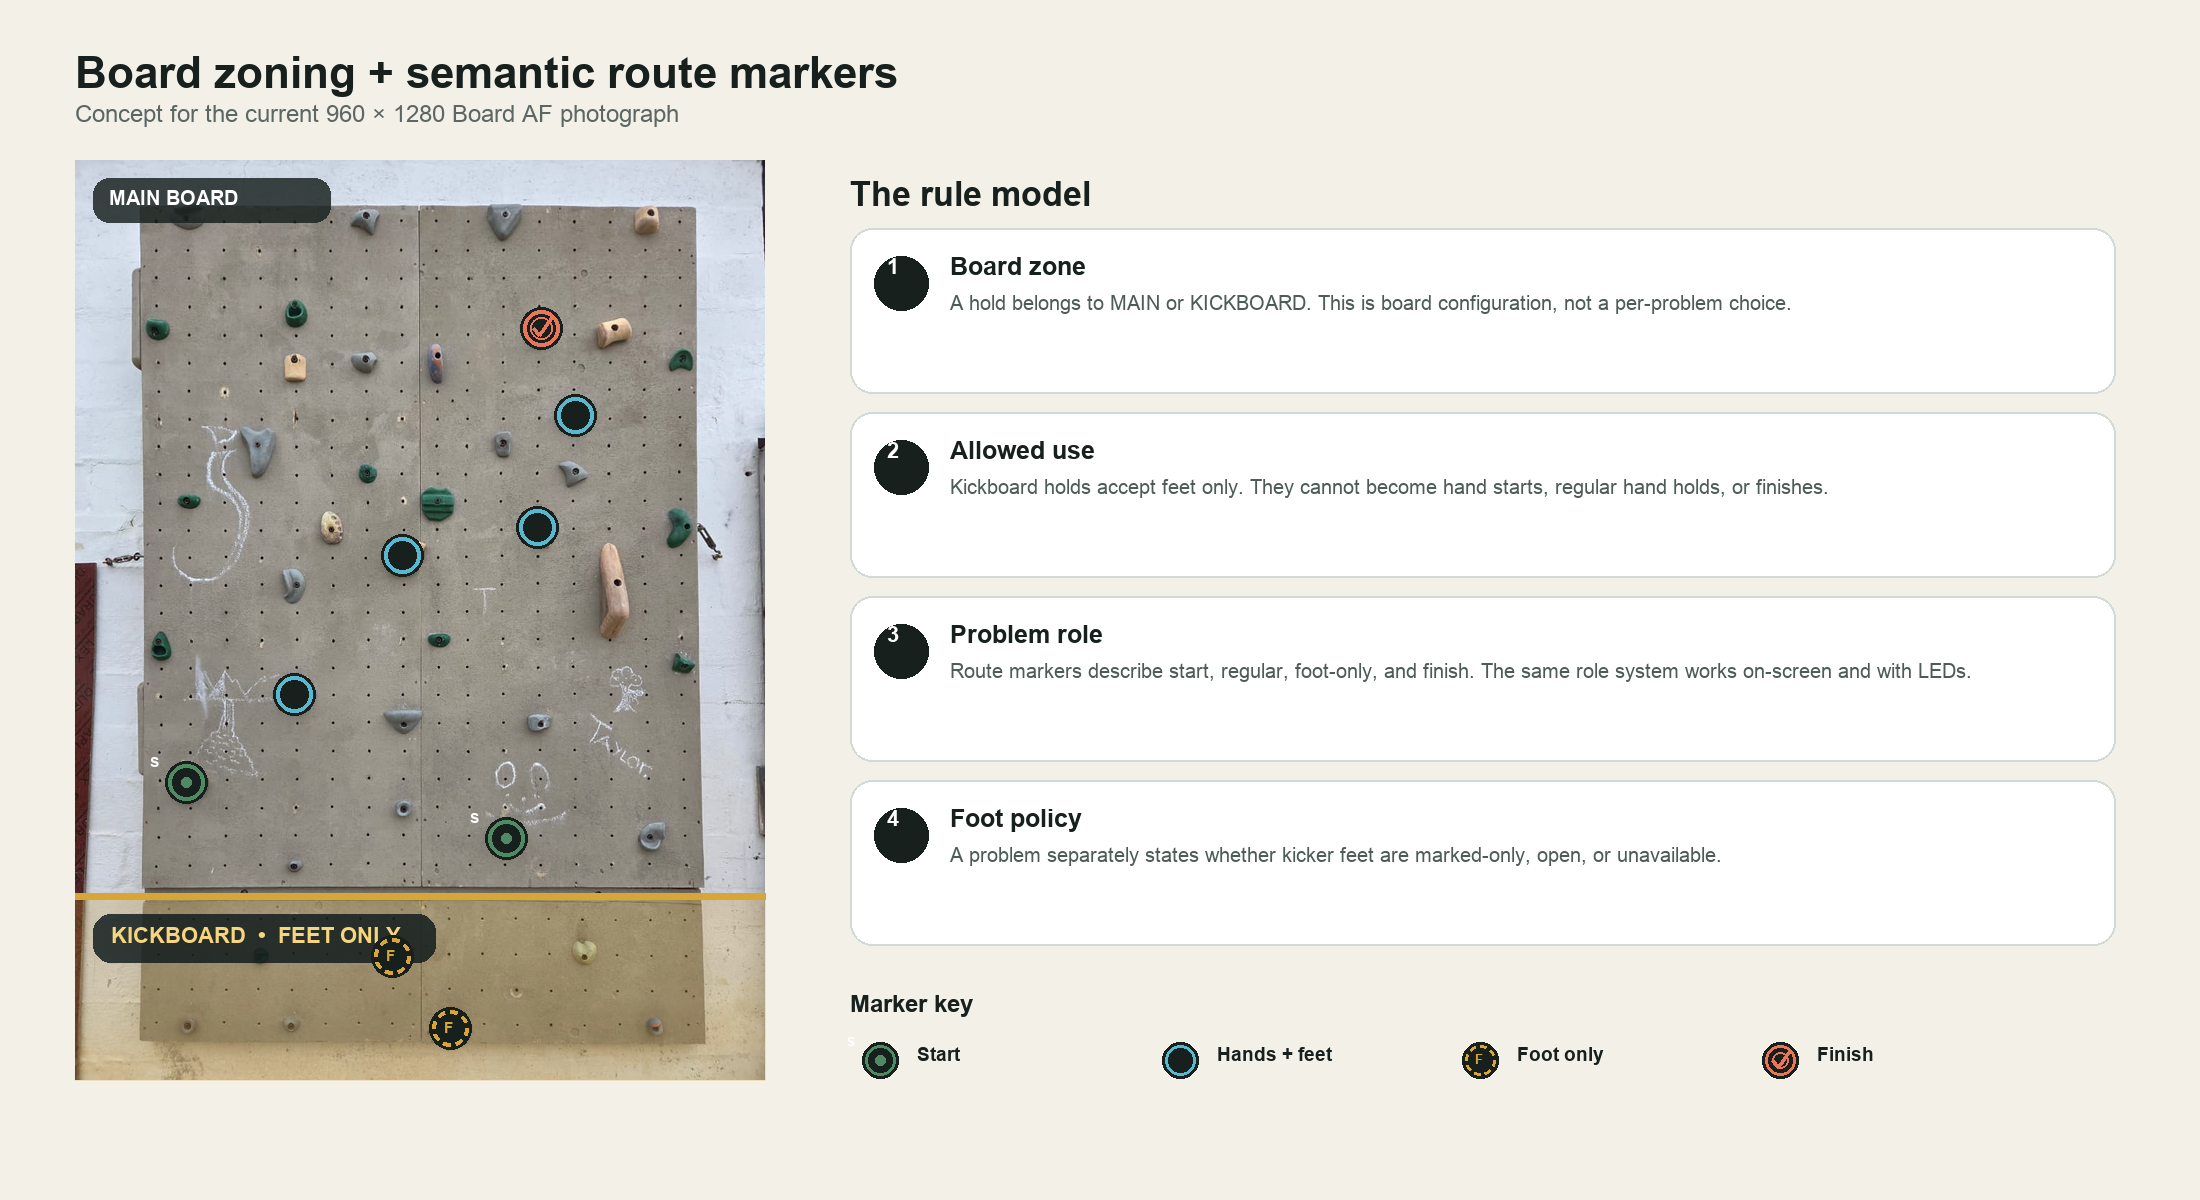 Board zoning + semantic route markers
Concept for the current 960 × 1280 Board AF photograph
MAIN BOARD
T
TAYLOR.
S
S
KICKBOARD • FEET ONLY
F
F
The rule model
1
Board zone
A hold belongs to MAIN or KICKBOARD. This is board configuration, not a per-problem choice.
2
Allowed use
Kickboard holds accept feet only. They cannot become hand starts, regular hand holds, or finishes.
3
Problem role
Route markers describe start, regular, foot-only, and finish. The same role system works on-screen and with LEDs.
4
Foot policy
A problem separately states whether kicker feet are marked-only, open, or unavailable.
Marker key
S
Start
Hands + feet
F
Foot only
Finish